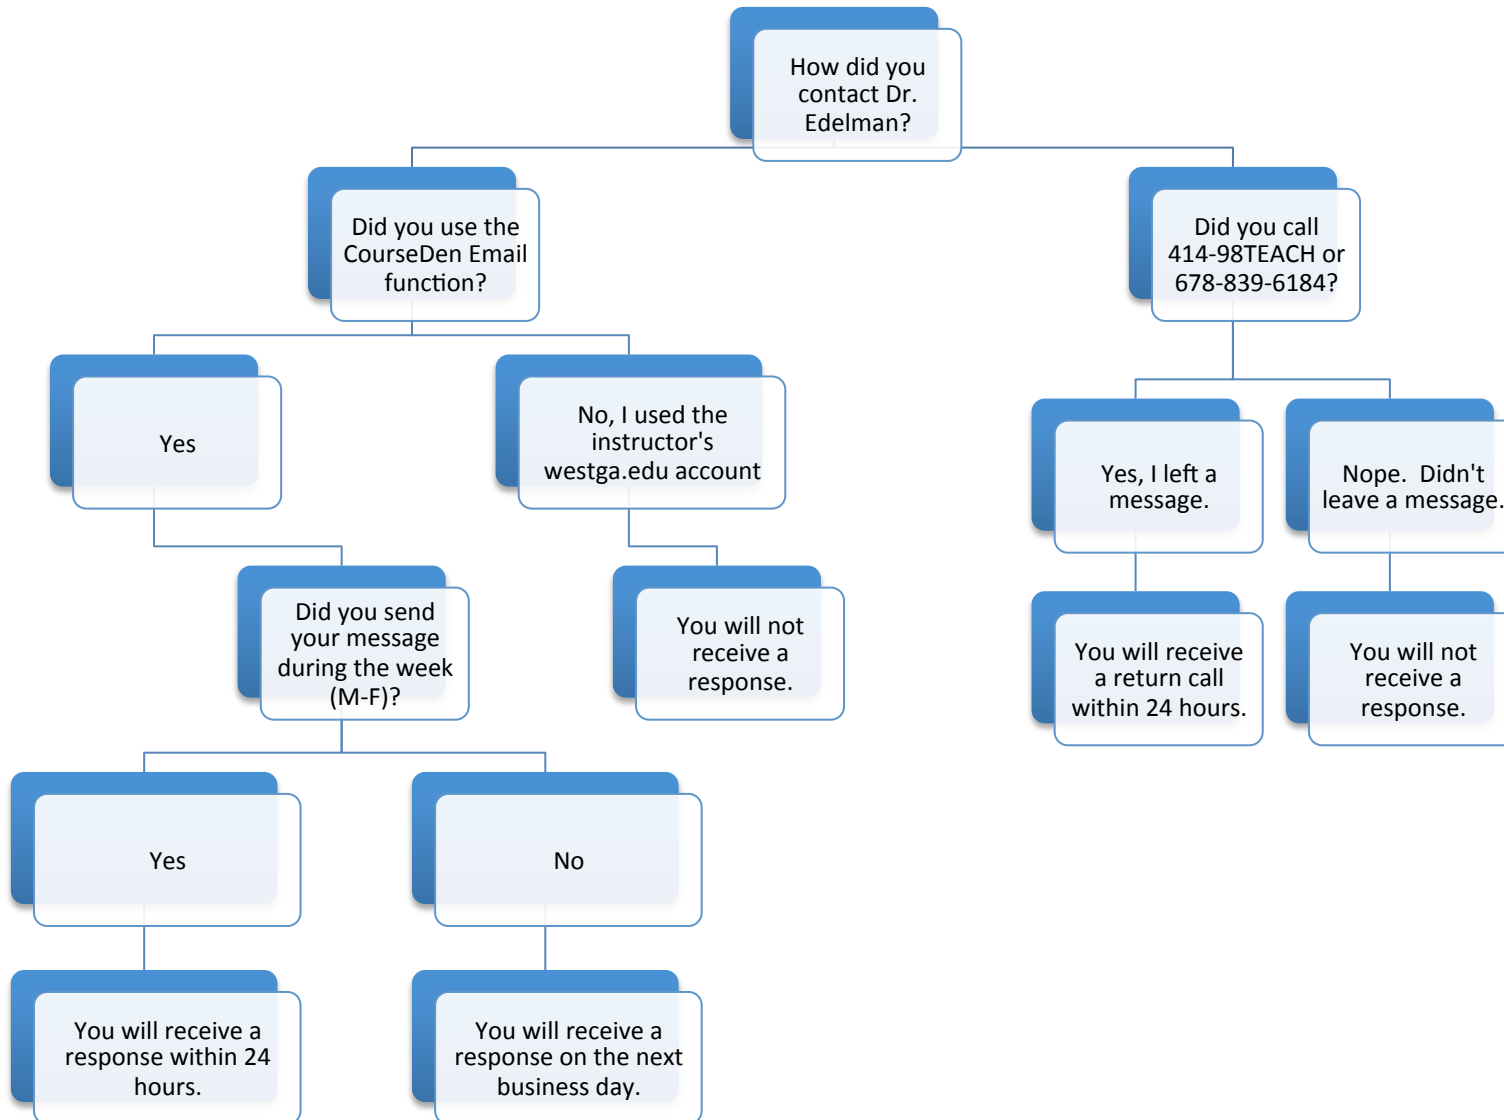 How did you
contact Dr.
Edelman?
Did you use the
CourseDen Email
function?
Did you call
414-98TEACH or
678-839-6184?
Yes
No, I used the
instructor's
westga.edu account
Yes, I left a
message.
Nope.  Didn't
leave a message.
Did you send
your message
during the week
(M-F)?
You will not
receive a
response.
You will receive
a return call
within 24 hours.
You will not
receive a
response.
Yes
No
You will receive a
response within 24
hours.
You will receive a
response on the next
business day.